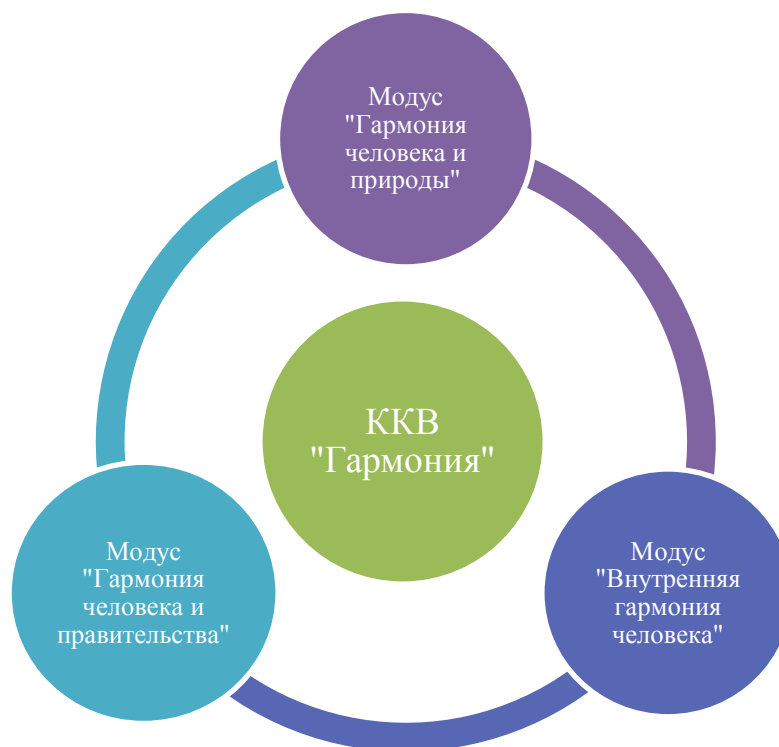 Модус
"Гармония
человека и
природы"
ККВ
"Гармония"
Модус
"Гармония
человека и
правительства"
Модус
"Внутренняя
гармония
человека"